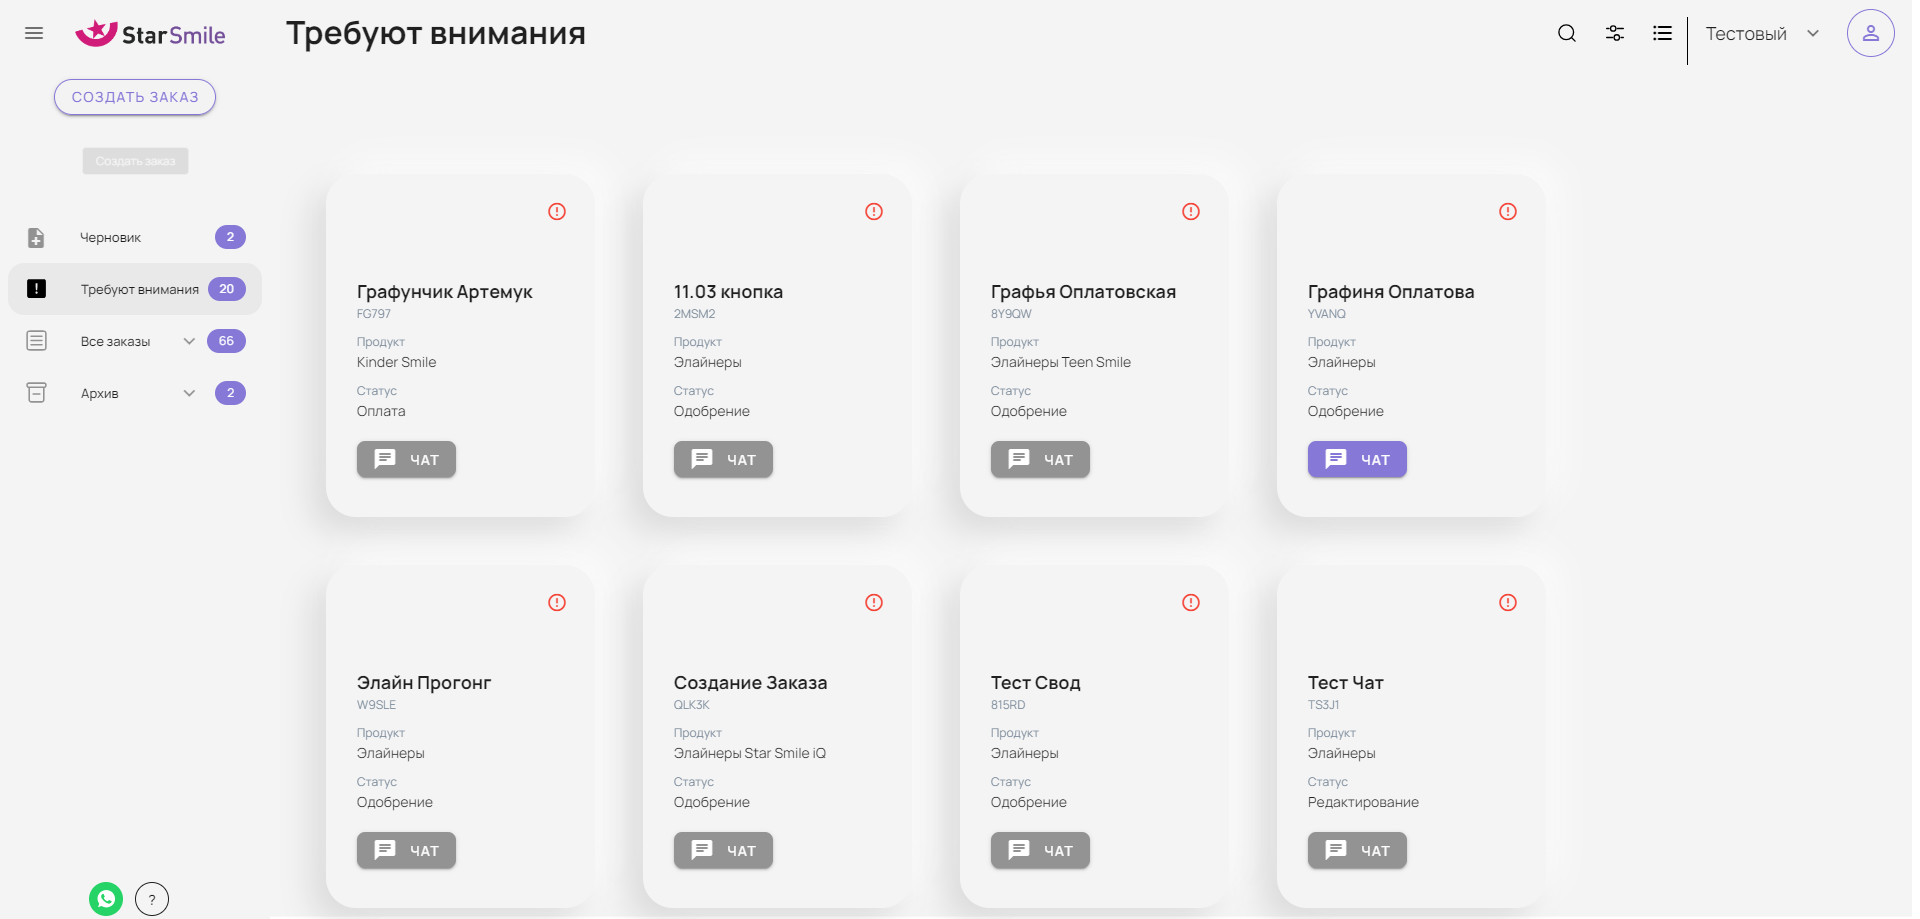 StarSmile
Требуют внимания
Тестовый
СОЗДАТЬ ЗАКАЗ
Создать заказ
Черновик 2
Требуют внимания 20
Все заказы 66
Архив 2
Графунчик Артемук
FG797
Продукт
Kinder Smile
Статус
Оплата
ЧАТ
11.03 кнопка
2MSM2
Продукт
Элайнеры
Статус
Одобрение
ЧАТ
Графья Оплатовская
8Y9QW
Продукт
Элайнеры Teen Smile
Статус
Одобрение
ЧАТ
Графиня Оплатова
YVANQ
Продукт
Элайнеры
Статус
Одобрение
ЧАТ
Элайн Прогонг
W9SLE
Продукт
Элайнеры
Статус
Одобрение
ЧАТ
Создание Заказа
QLK3K
Продукт
Элайнеры Star Smile iQ
Статус
Одобрение
ЧАТ
Тест Свод
815RD
Продукт
Элайнеры
Статус
Одобрение
ЧАТ
Тест Чат
TS3J1
Продукт
Элайнеры
Статус
Редактирование
ЧАТ
?